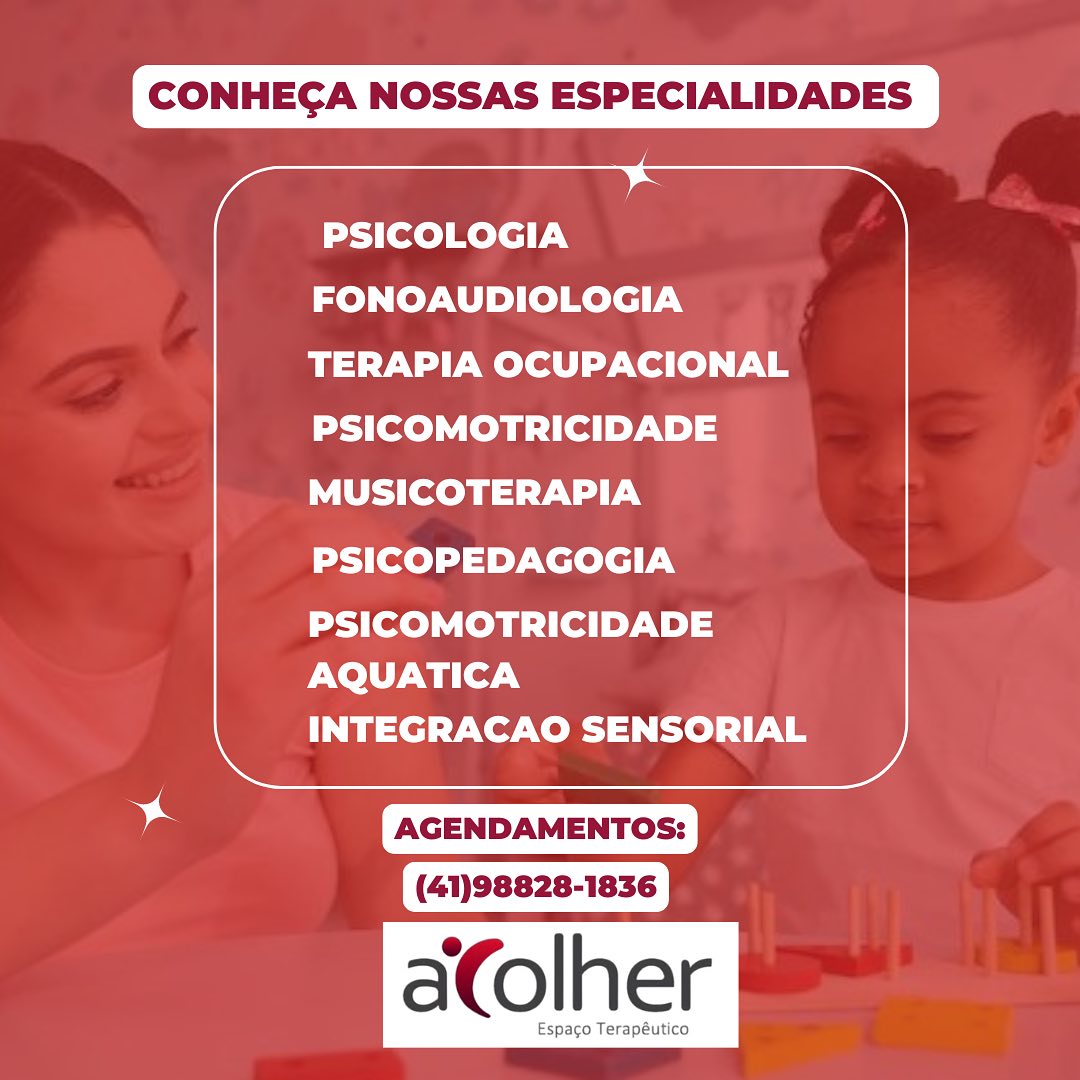 CONHEÇA NOSSAS ESPECIALIDADES
PSICOLOGIA
FONOAUDIOLOGIA
TERAPIA OCUPACIONAL
PSICOMOTRICIDADE
MUSICOTERAPIA
PSICOPEDAGOGIA
PSICOMOTRICIDADE
AQUATICA
INTEGRACAO SENSORIAL
AGENDAMENTOS:
(41)98828-1836
acolher
Espaço Terapêutico